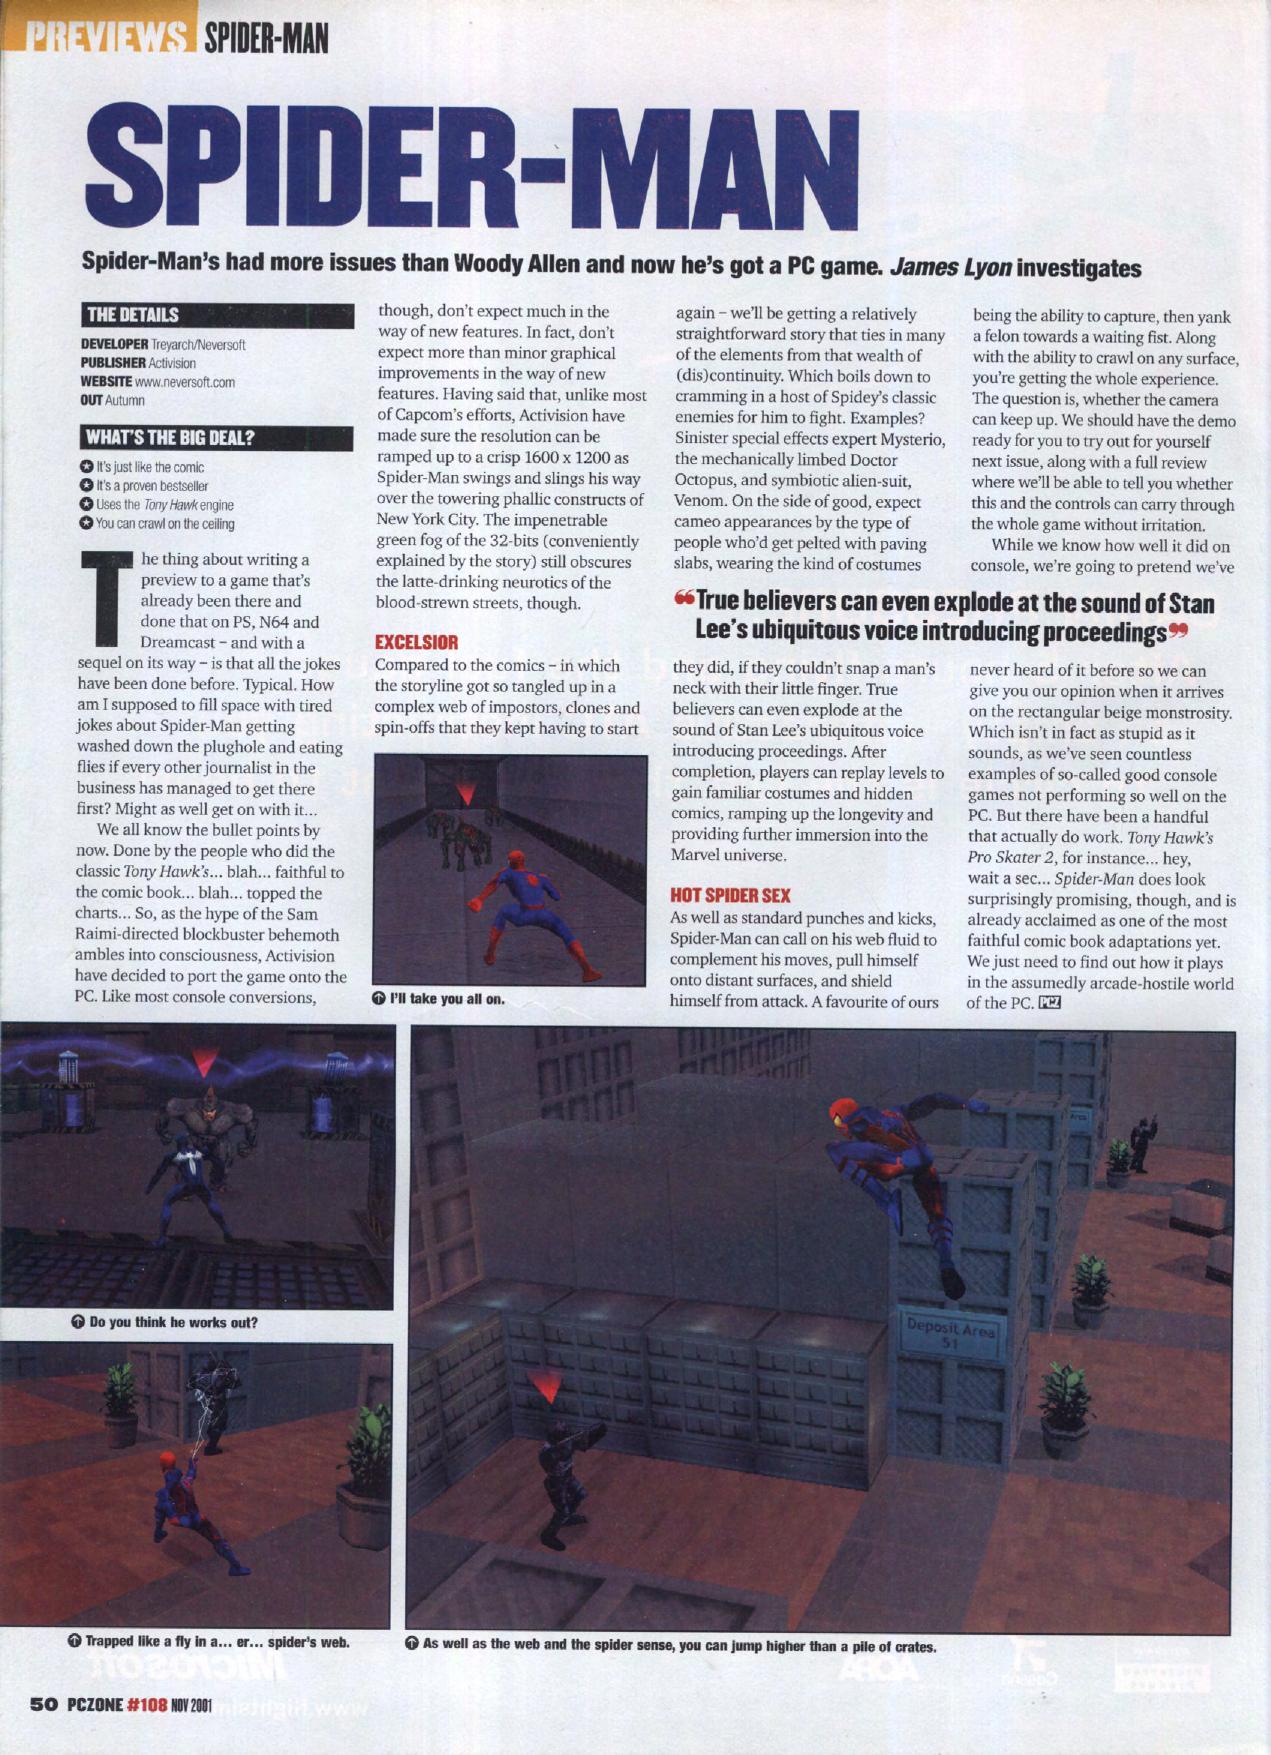 PREVIEWS SPIDER-MAN
SPIDER-MAN
Spider-Man's had more issues than Woody Allen and now he's got a PC game. James Lyon investigates
THE DETAILS
DEVELOPER Treyarch/Neversoft
PUBLISHER Activision
WEBSITE www.neversoft.com
OUT Autumn
WHAT'S THE BIG DEAL?
It's just like the comic
It's a proven bestseller
Uses the Tony Hawk engine
You can crawl on the ceiling
The thing about writing a
preview to a game that's
already been there and
done that on PS, N64 and
Dreamcast – and with a
sequel on its way – is that all the jokes
have been done before. Typical. How
am I supposed to fill space with tired
jokes about Spider-Man getting
washed down the plughole and eating
flies if every other journalist in the
business has managed to get there
first? Might as well get on with it...
We all know the bullet points by
now. Done by the people who did the
classic Tony Hawk's... blah... faithful to
the comic book... blah... topped the
charts... So, as the hype of the Sam
Raimi-directed blockbuster behemoth
ambles into consciousness, Activision
have decided to port the game onto the
PC. Like most console conversions,
though, don't expect much in the
way of new features. In fact, don't
expect more than minor graphical
improvements in the way of new
features. Having said that, unlike most
of Capcom's efforts, Activision have
made sure the resolution can be
ramped up to a crisp 1600 x 1200 as
Spider-Man swings and slings his way
over the towering phallic constructs of
New York City. The impenetrable
green fog of the 32-bits (conveniently
explained by the story) still obscures
the latte-drinking neurotics of the
blood-strewn streets, though.
EXCELSIOR
Compared to the comics – in which
the storyline got so tangled up in a
complex web of impostors, clones and
spin-offs that they kept having to start
I'll take you all on.
again – we'll be getting a relatively
straightforward story that ties in many
of the elements from that wealth of
(dis)continuity. Which boils down to
cramming in a host of Spidey's classic
enemies for him to fight. Examples?
Sinister special effects expert Mysterio,
the mechanically limbed Doctor
Octopus, and symbiotic alien-suit,
Venom. On the side of good, expect
cameo appearances by the type of
people who'd get pelted with paving
slabs, wearing the kind of costumes
they did, if they couldn't snap a man's
neck with their little finger. True
believers can even explode at the
sound of Stan Lee's ubiquitous voice
introducing proceedings. After
completion, players can replay levels to
gain familiar costumes and hidden
comics, ramping up the longevity and
providing further immersion into the
Marvel universe.
HOT SPIDER SEX
As well as standard punches and kicks,
Spider-Man can call on his web fluid to
complement his moves, pull himself
onto distant surfaces, and shield
himself from attack. A favourite of ours
being the ability to capture, then yank
a felon towards a waiting fist. Along
with the ability to crawl on any surface,
you're getting the whole experience.
The question is, whether the camera
can keep up. We should have the demo
ready for you to try out for yourself
next issue, along with a full review
where we'll be able to tell you whether
this and the controls can carry through
the whole game without irritation.
While we know how well it did on
console, we're going to pretend we've
“True believers can even explode at the sound of Stan
Lee's ubiquitous voice introducing proceedings”
never heard of it before so we can
give you our opinion when it arrives
on the rectangular beige monstrosity.
Which isn't in fact as stupid as it
sounds, as we've seen countless
examples of so-called good console
games not performing so well on the
PC. But there have been a handful
that actually do work. Tony Hawk's
Pro Skater 2, for instance... hey,
wait a sec... Spider-Man does look
surprisingly promising, though, and is
already acclaimed as one of the most
faithful comic book adaptations yet.
We just need to find out how it plays
in the assumedly arcade-hostile world
of the PC. PCZ
Do you think he works out?
Area
Deposit Area
51
Trapped like a fly in a... er... spider's web.
As well as the web and the spider sense, you can jump higher than a pile of crates.
50 PCZONE #108 NOV 2001